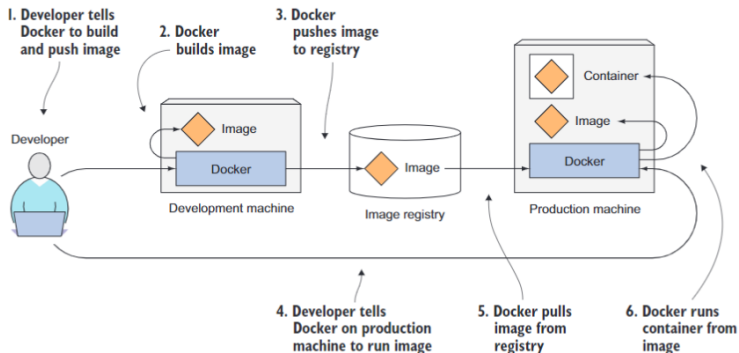 1. Developer tells
Docker to build
and push image
2. Docker
builds image
3. Docker
pushes image
to registry
Developer
Image
Docker
Development machine
Image
Image registry
Container
Image
Docker
Production machine
4. Developer tells
Docker on production
machine to run image
5. Docker pulls
image from
registry
6. Docker runs
container from
image